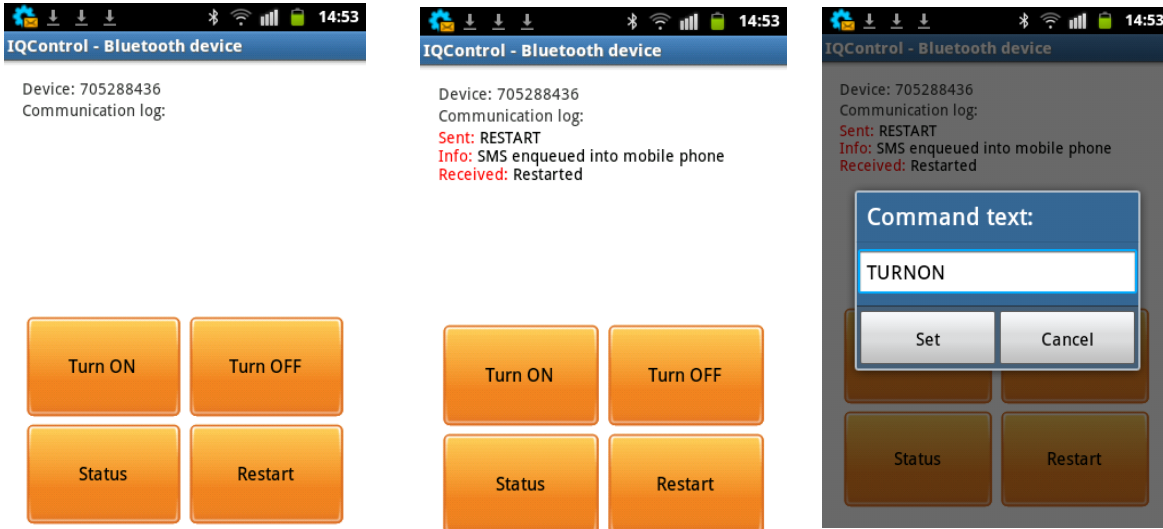 14:53
IQControl - Bluetooth device
Device: 705288436
Communication log:
Turn ON
Turn OFF
Status
Restart
14:53
IQControl - Bluetooth device
Device: 705288436
Communication log:
Sent: RESTART
Info: SMS enqueued into mobile phone
Received: Restarted
Turn ON
Turn OFF
Status
Restart
14:53
IQControl - Bluetooth device
Device: 705288436
Communication log:
Sent: RESTART
Info: SMS enqueued into mobile phone
Received: Restarted
Command text:
TURNON
Set
Cancel
Status
Restart